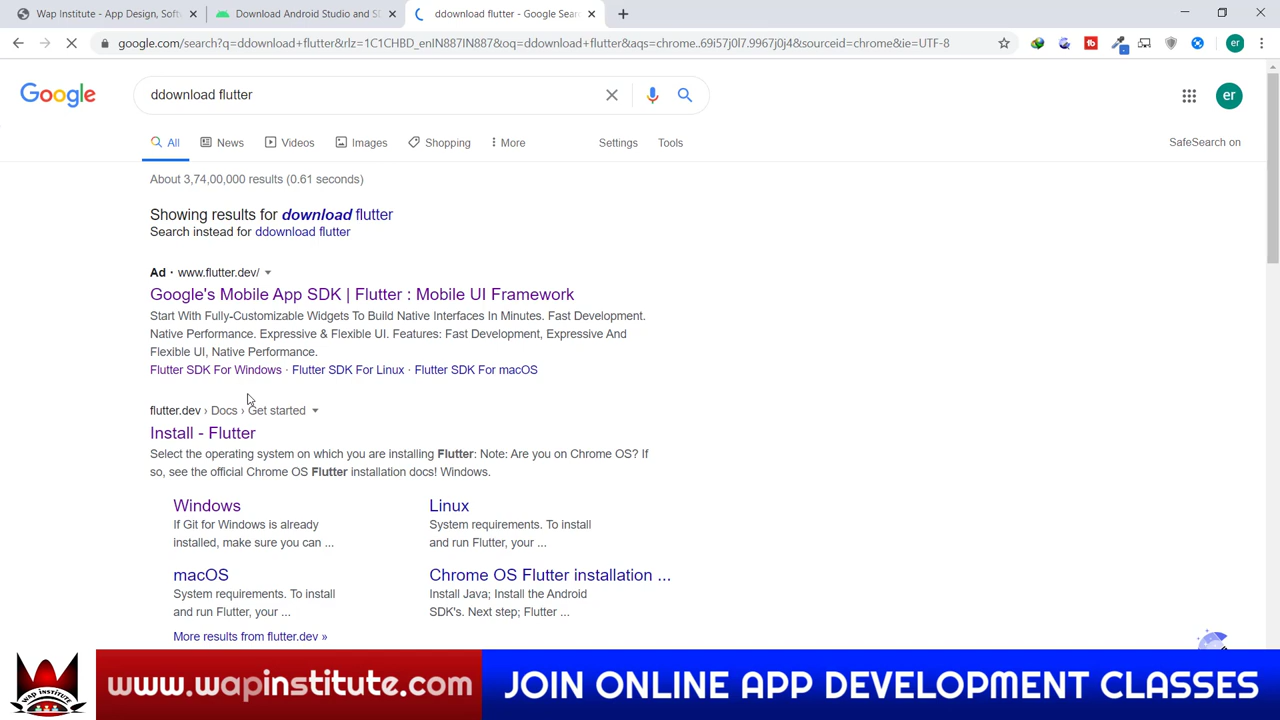 Wap Institute - App Design, Soft
Download Android Studio and SD
ddownload flutter - Google Sear
google.com/search?q=ddownload+flutter&rlz=1C1CHBD_enIN887IN887&oq=ddownload+flutter&aqs=chrome..69i57j0l7.9967j0j4&sourceid=chrome&ie=UTF-8
er
Google
ddownload flutter
er
All News Videos Images Shopping More Settings Tools SafeSearch on
About 3,74,00,000 results (0.61 seconds)
Showing results for download flutter
Search instead for ddownload flutter
Ad · www.flutter.dev/
Google's Mobile App SDK | Flutter : Mobile UI Framework
Start With Fully-Customizable Widgets To Build Native Interfaces In Minutes. Fast Development.
Native Performance. Expressive & Flexible UI. Features: Fast Development, Expressive And
Flexible UI, Native Performance.
Flutter SDK For Windows · Flutter SDK For Linux · Flutter SDK For macOS
flutter.dev › Docs › Get started
Install - Flutter
Select the operating system on which you are installing Flutter: Note: Are you on Chrome OS? If
so, see the official Chrome OS Flutter installation docs! Windows.
Windows
If Git for Windows is already
installed, make sure you can ...
Linux
System requirements. To install
and run Flutter, your ...
macOS
System requirements. To install
and run Flutter, your ...
Chrome OS Flutter installation ...
Install Java; Install the Android
SDK's. Next step; Flutter ...
More results from flutter.dev »
Wap Institute
www.wapinstitute.com
JOIN ONLINE APP DEVELOPMENT CLASSES